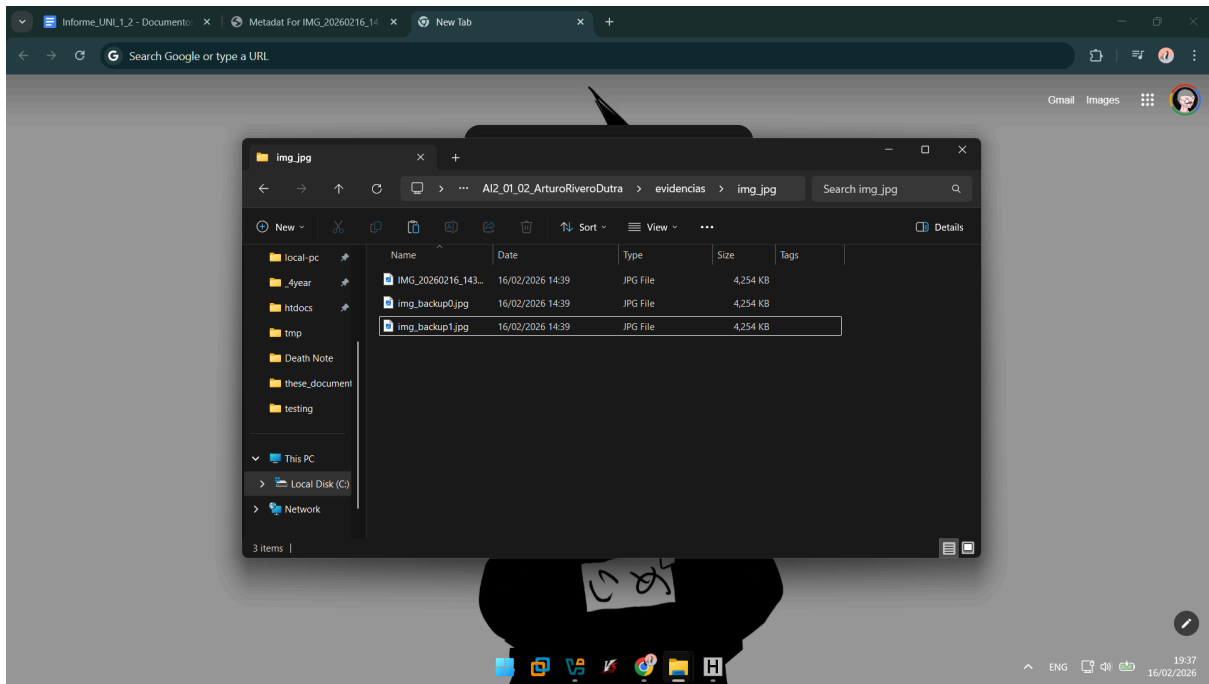 Informe_UNI_1_2 - Documento:
Metadat For IMG_20260216_14
New Tab
Search Google or type a URL
Gmail
Images
img_jpg
AI2_01_02_ArturoRiveroDutra
evidencias
img_jpg
Search img_jpg
New
Sort
View
Details
local-pc
_4year
htdocs
tmp
Death Note
these_document
testing
This PC
Local Disk (C:)
Network
Name Date Type Size Tags
IMG_20260216_143... 16/02/2026 14:39 JPG File 4,254 KB
img_backup0.jpg 16/02/2026 14:39 JPG File 4,254 KB
img_backup1.jpg 16/02/2026 14:39 JPG File 4,254 KB
3 items
ENG
19:37
16/02/2026